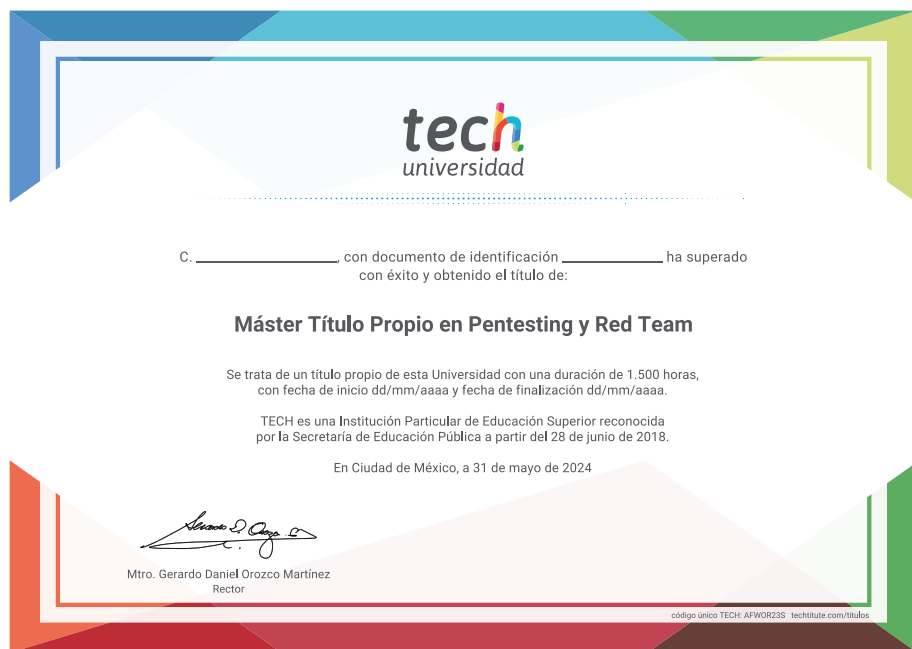 tech
universidad
C. ____________, con documento de identificación ____________ ha superado
con éxito y obtenido el título de:
Máster Título Propio en Pentesting y Red Team
Se trata de un título propio de esta Universidad con una duración de 1.500 horas,
con fecha de inicio dd/mm/aaaa y fecha de finalización dd/mm/aaaa.
TECH es una Institución Particular de Educación Superior reconocida
por la Secretaría de Educación Pública a partir del 28 de junio de 2018.
En Ciudad de México, a 31 de mayo de 2024
Mtro. Gerardo Daniel Orozco Martínez
Rector
código único TECH: AFWOR23S techtitute.com/titulos